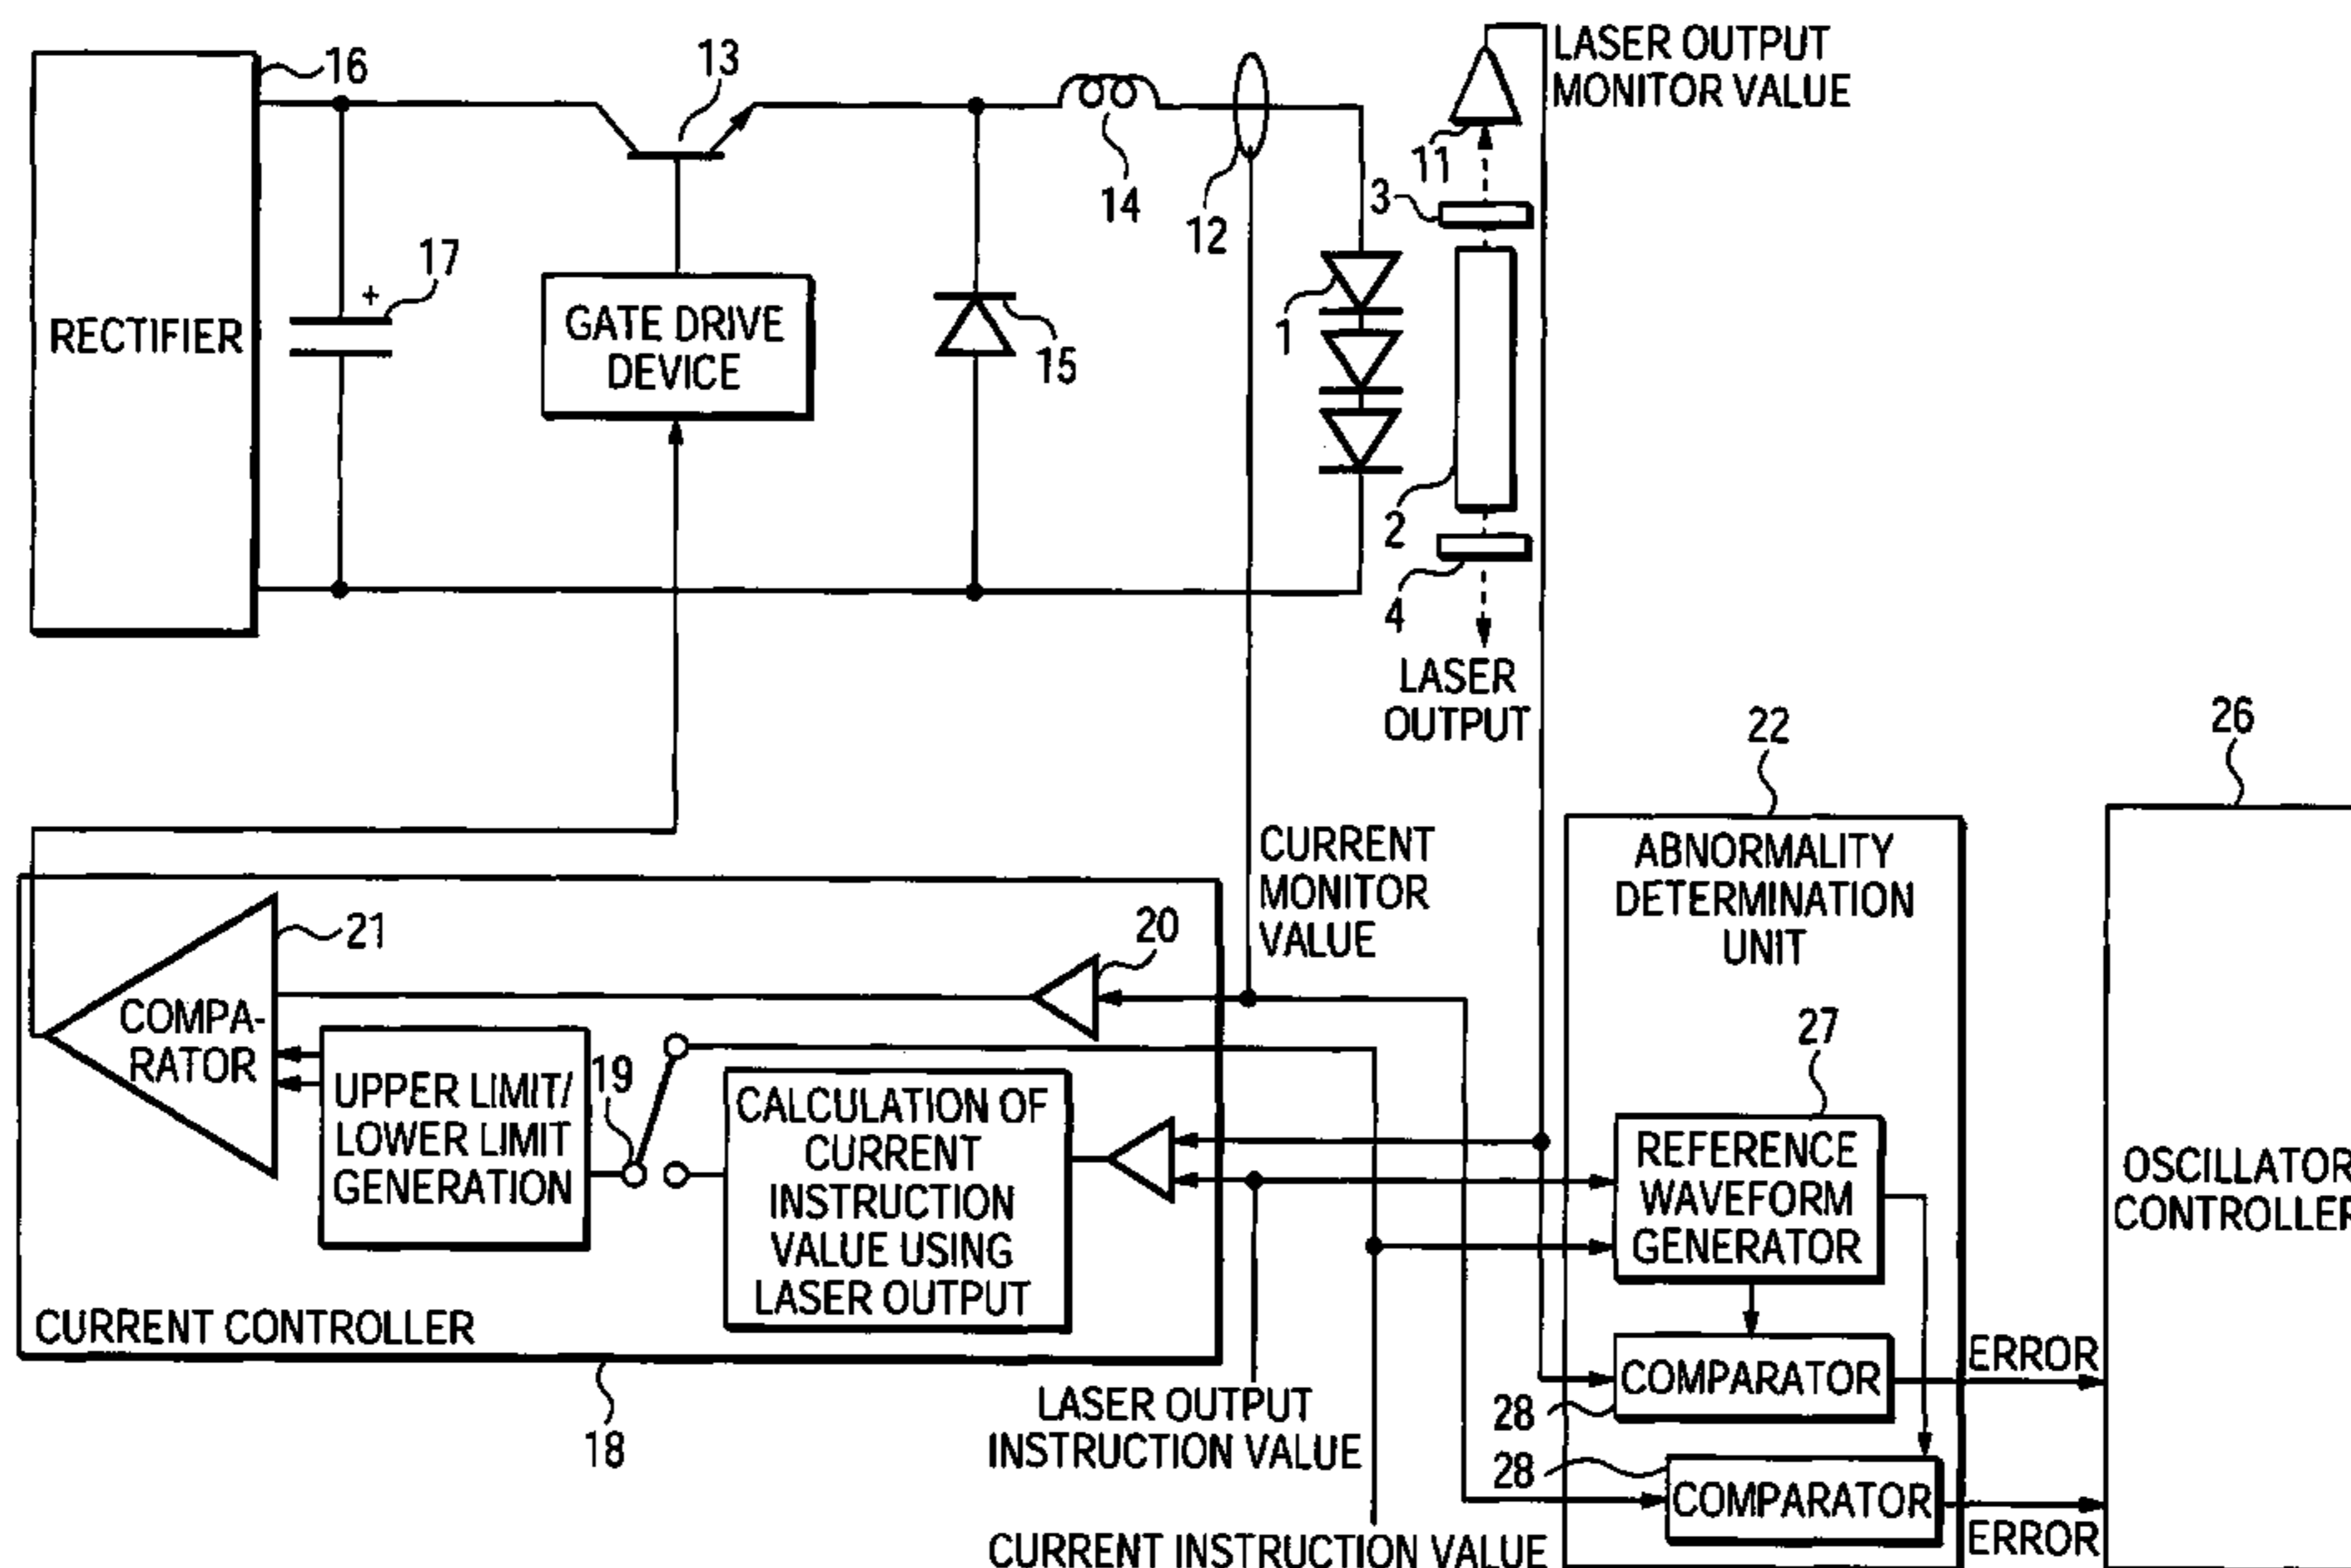 16
13
LASER OUTPUT
MONITOR VALUE
11
3
14
12
17
+
RECTIFIER
GATE DRIVE
DEVICE
15
1
2
4
LASER
OUTPUT
22
26
CURRENT
MONITOR
VALUE
ABNORMALITY
DETERMINATION
UNIT
21
20
COMPA-
RATOR
27
19
UPPER LIMIT/
LOWER LIMIT
GENERATION
CALCULATION OF
CURRENT
INSTRUCTION
VALUE USING
LASER OUTPUT
REFERENCE
WAVEFORM
GENERATOR
OSCILLATOR
CONTROLLER
CURRENT CONTROLLER
18
LASER OUTPUT
INSTRUCTION VALUE
COMPARATOR
28
ERROR
28
COMPARATOR
ERROR
CURRENT INSTRUCTION VALUE